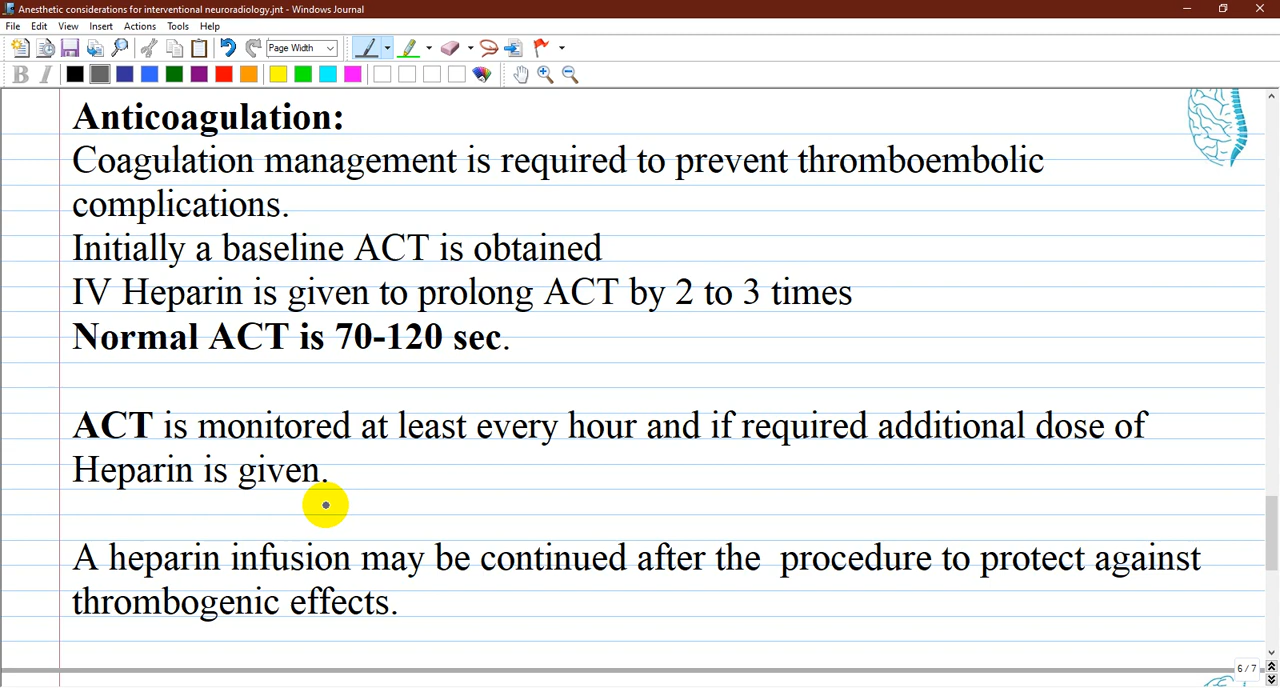 Anesthetic considerations for interventional neuroradiology.jnt - Windows Journal
File Edit View Insert Actions Tools Help
Page Width
B I
Anticoagulation:
Coagulation management is required to prevent thromboembolic
complications.
Initially a baseline ACT is obtained
IV Heparin is given to prolong ACT by 2 to 3 times
Normal ACT is 70-120 sec.
ACT is monitored at least every hour and if required additional dose of
Heparin is given.
A heparin infusion may be continued after the procedure to protect against
thrombogenic effects.
6 / 7